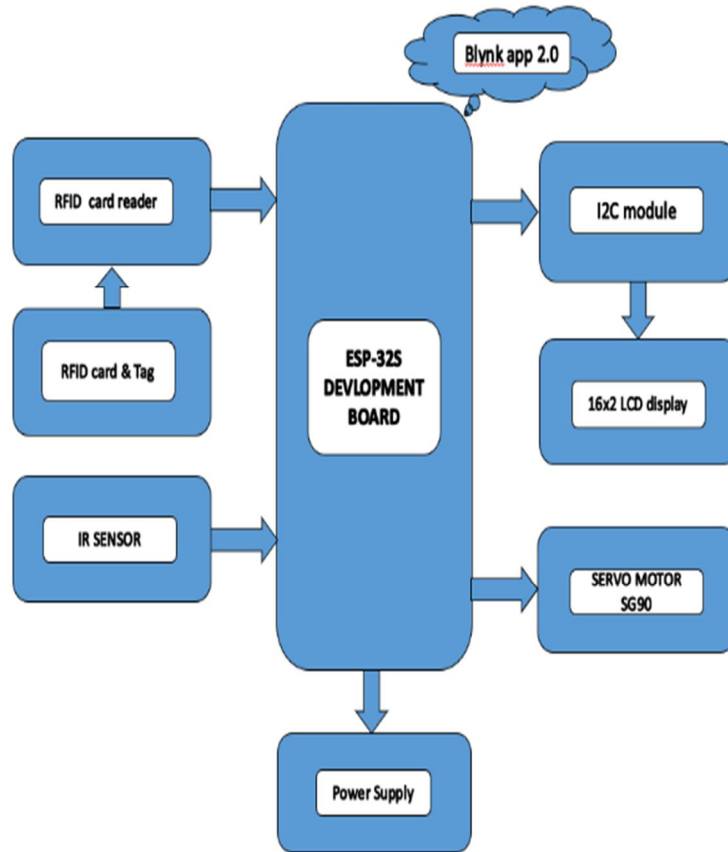 Blynk app 2.0
RFID card reader
I2C module
RFID card & Tag
ESP-32S
DEVLOPMENT
BOARD
16x2 LCD display
IR SENSOR
SERVO MOTOR
SG90
Power Supply